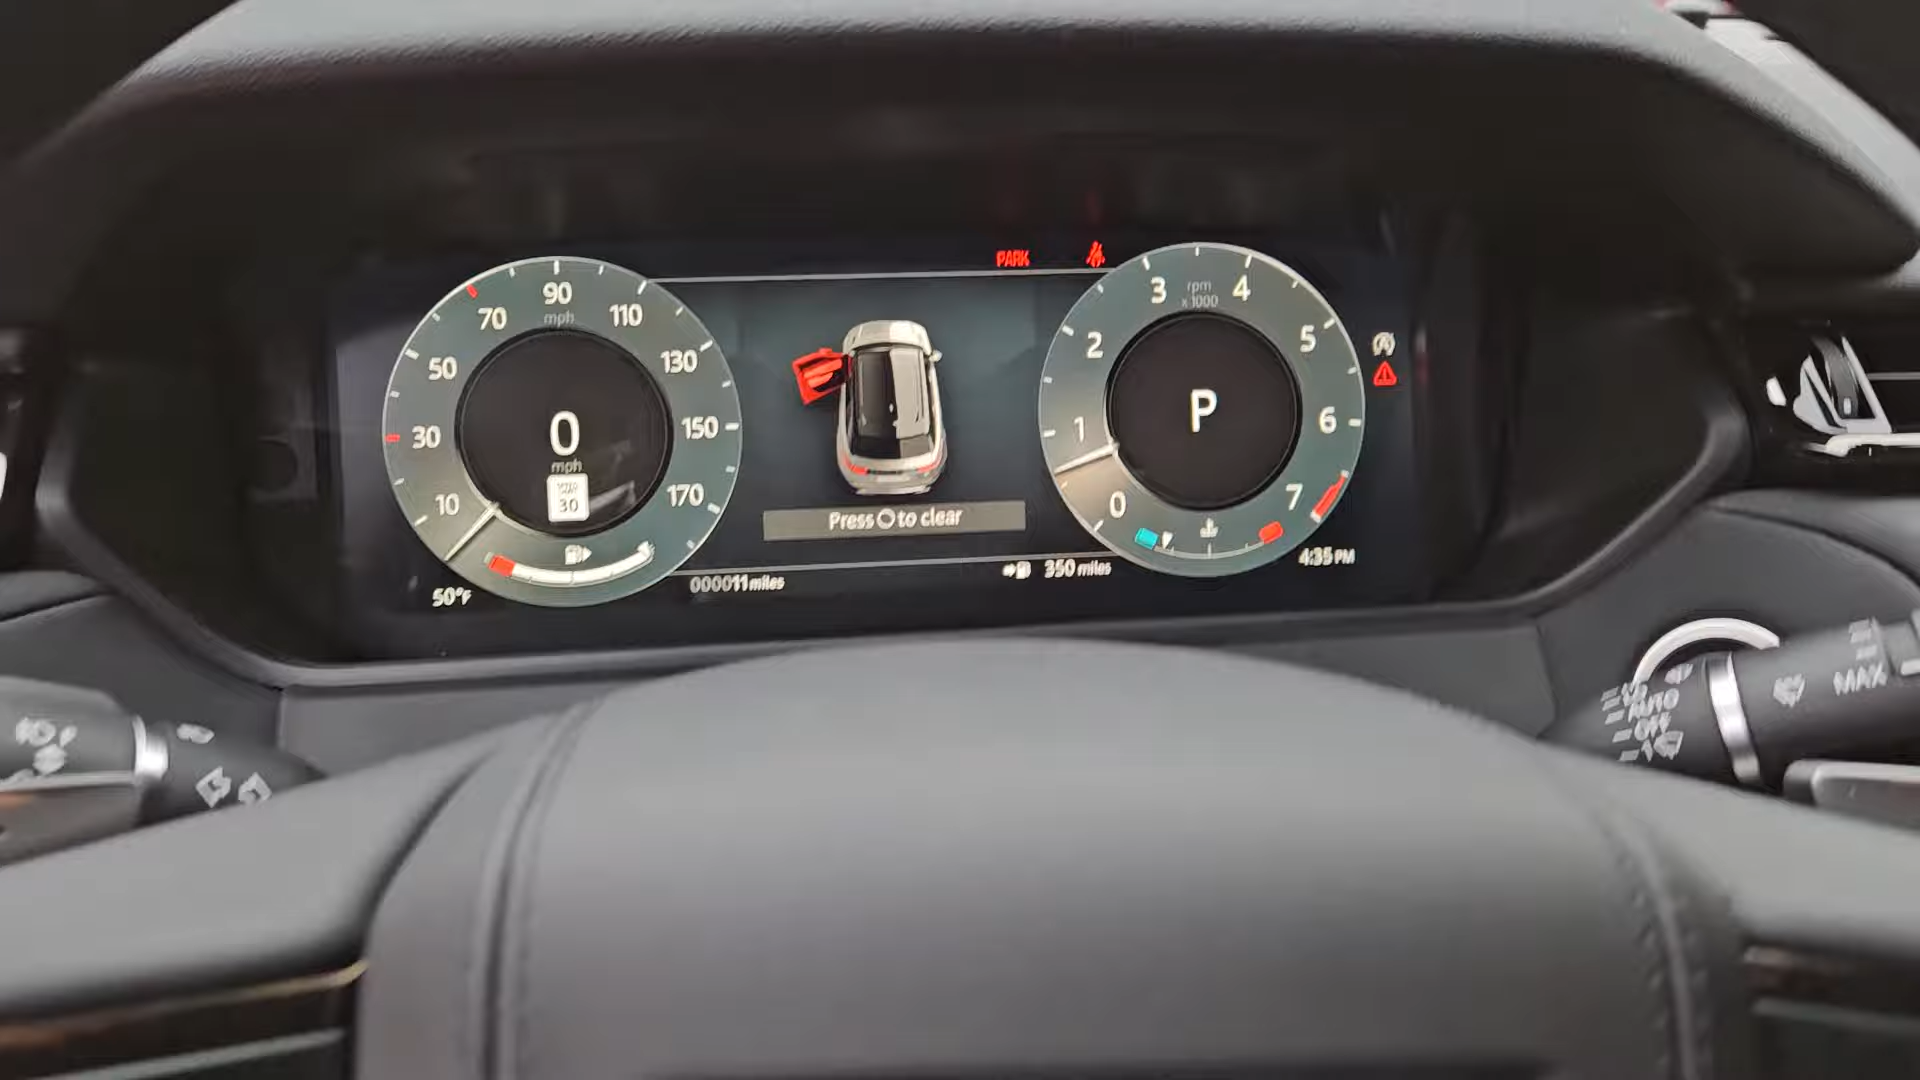 PARK
90
mph
70
110
50
130
30
150
10
170
0
mph
30
50°F
Press to clear
000011 miles
350 miles
rpm
x 1000
3
4
2
5
1
6
0
7
P
4:35 PM
AUTO
OFF
MAX